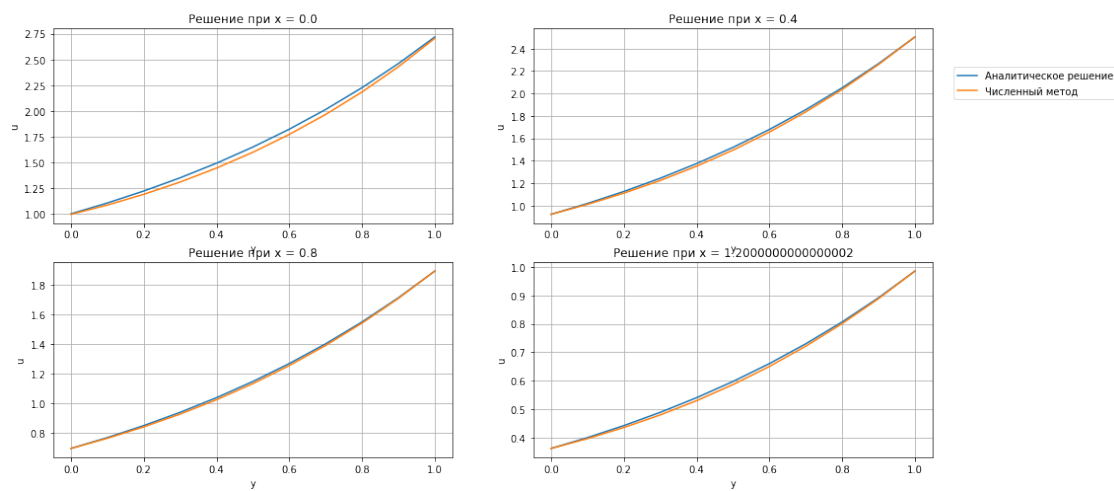 Решение при x = 0.0
2.75
2.50
2.25
2.00
1.75
1.50
1.25
1.00
u
0.0 0.2 0.4 0.6 0.8 1.0
y
Решение при x = 0.4
2.4
2.2
2.0
1.8
1.6
1.4
1.2
1.0
u
0.0 0.2 0.4 0.6 0.8 1.0
y
Аналитическое решение
Численный метод
Решение при x = 0.8
1.8
1.6
1.4
1.2
1.0
0.8
u
0.0 0.2 0.4 0.6 0.8 1.0
y
Решение при x = 1.2000000000000002
1.0
0.9
0.8
0.7
0.6
0.5
0.4
u
0.0 0.2 0.4 0.6 0.8 1.0
y